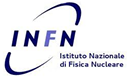 INFN
Istituto Nazionale
di Fisica Nucleare